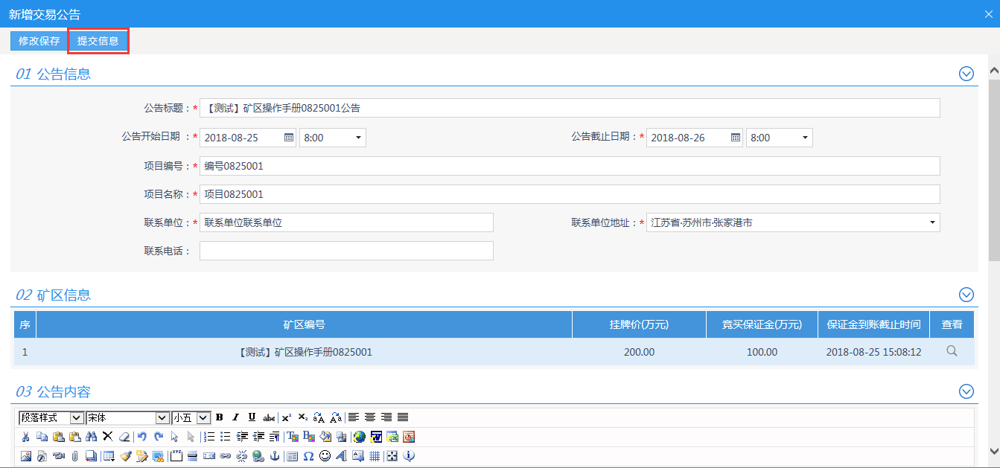 新增交易公告
修改保存 提交信息
01 公告信息
公告标题：* 【测试】矿区操作手册0825001公告
公告开始日期 ：* 2018-08-25 8:00 公告截止日期：* 2018-08-26 8:00
项目编号：* 编号0825001
项目名称：* 项目0825001
联系单位：* 联系单位联系单位 联系单位地址：* 江苏省·苏州市·张家港市
联系电话：
02 矿区信息
序 矿区编号 挂牌价(万元) 竞买保证金(万元) 保证金到账截止时间 查看
1 【测试】矿区操作手册0825001 200.00 100.00 2018-08-25 15:08:12
03 公告内容
段落样式 宋体 小五 B I U abc